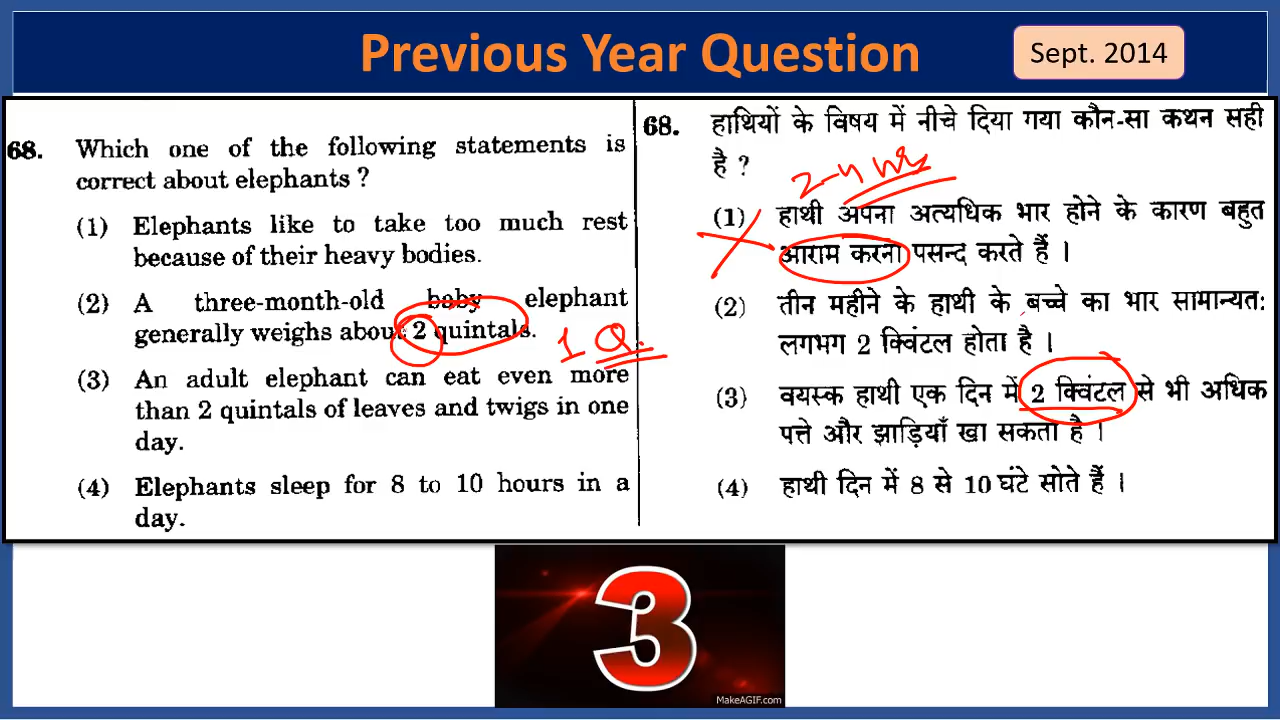 Previous Year Question
Sept. 2014
68. Which one of the following statements is
correct about elephants ?
(1) Elephants like to take too much rest
because of their heavy bodies.
(2) A three-month-old baby elephant
generally weighs about 2 quintals.
1 Q.
(3) An adult elephant can eat even more
than 2 quintals of leaves and twigs in one
day.
(4) Elephants sleep for 8 to 10 hours in a
day.
68. हाथियों के विषय में नीचे दिया गया कौन-सा कथन सही
है ?
2-4 hrs
(1) हाथी अपना अत्यधिक भार होने के कारण बहुत
आराम करना पसन्द करते हैं ।
(2) तीन महीने के हाथी के बच्चे का भार सामान्यतः
लगभग 2 क्विंटल होता है ।
(3) वयस्क हाथी एक दिन में 2 क्विंटल से भी अधिक
पत्ते और झाड़ियाँ खा सकता है ।
(4) हाथी दिन में 8 से 10 घंटे सोते हैं ।
3
MakeAGIF.com